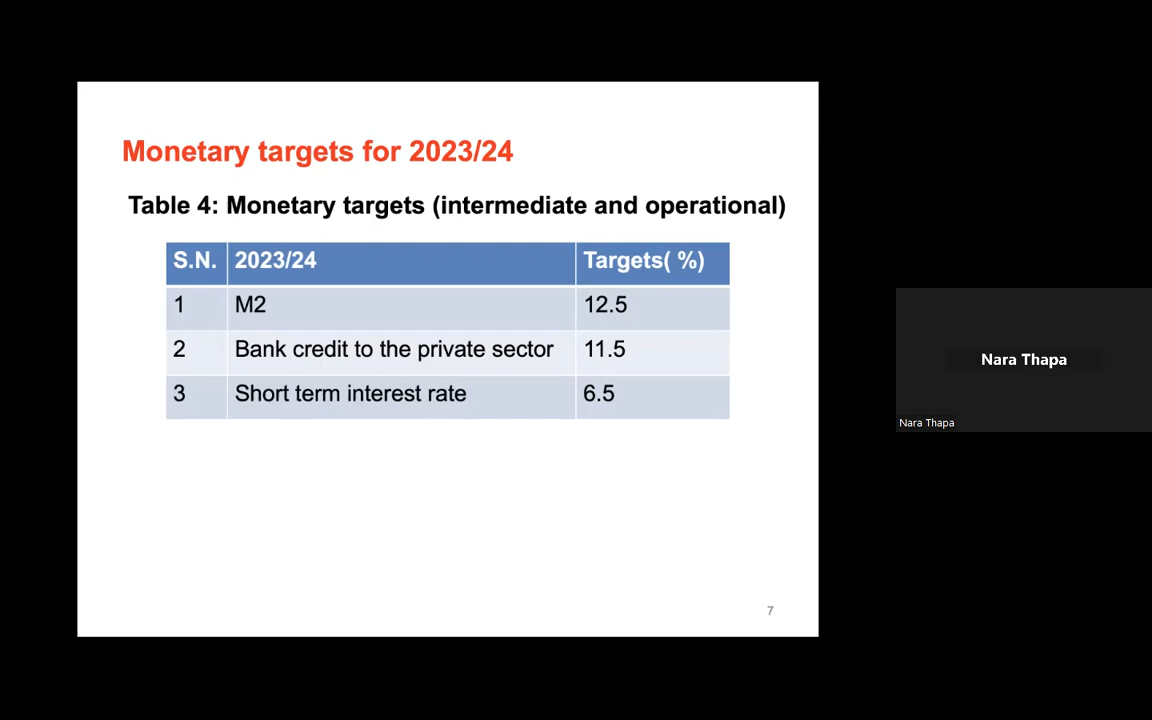 Monetary targets for 2023/24
Table 4: Monetary targets (intermediate and operational)
S.N. 2023/24 Targets( %)
1 M2 12.5
2 Bank credit to the private sector 11.5
3 Short term interest rate 6.5
7
Nara Thapa
Nara Thapa